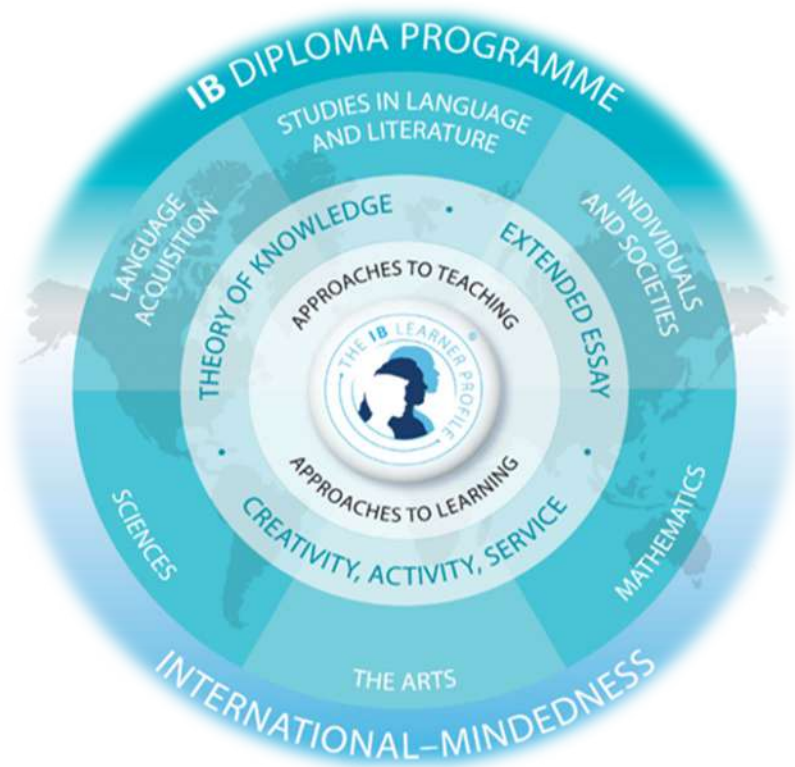 IB DIPLOMA PROGRAMME
STUDIES IN LANGUAGE
AND LITERATURE
LANGUAGE
ACQUISITION
INDIVIDUALS
AND SOCIETIES
THEORY OF KNOWLEDGE
•
EXTENDED ESSAY
APPROACHES TO TEACHING
THE IB LEARNER PROFILE
®
APPROACHES TO LEARNING
•
CREATIVITY, ACTIVITY, SERVICE
•
SCIENCES
MATHEMATICS
THE ARTS
INTERNATIONAL–MINDEDNESS